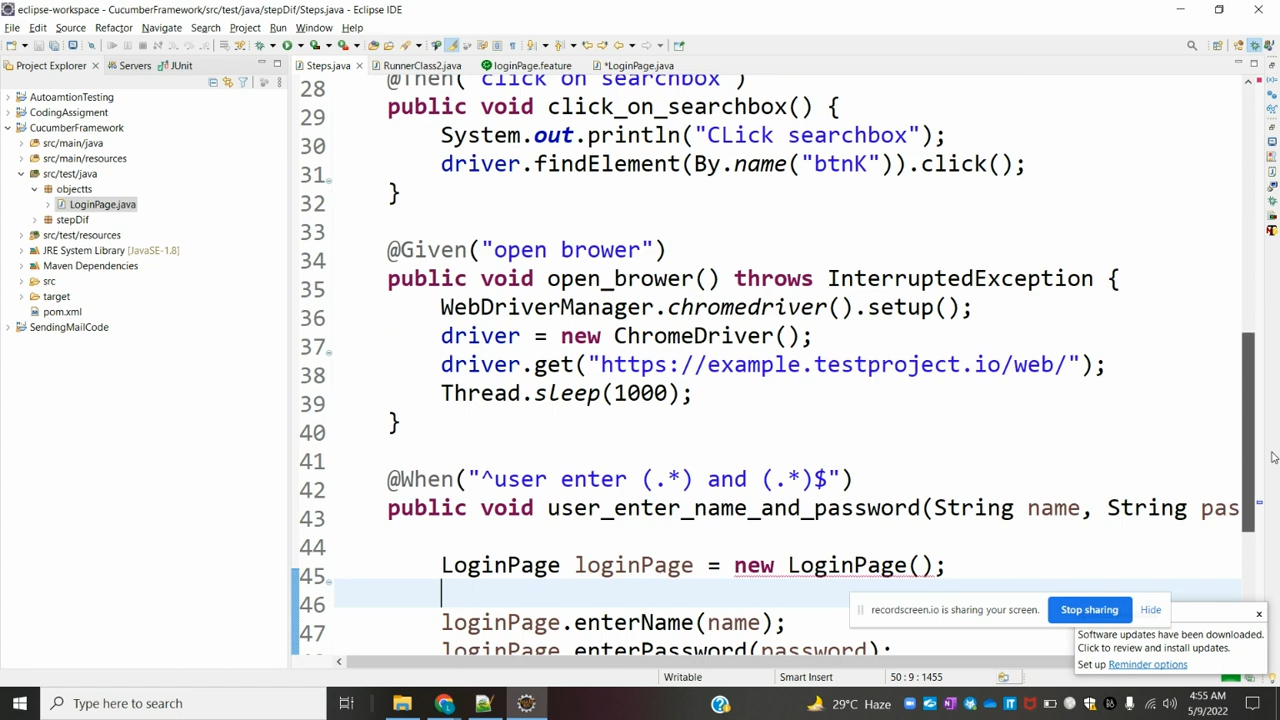 eclipse-workspace - CucumberFramework/src/test/java/stepDif/Steps.java - Eclipse IDE
File Edit Source Refactor Navigate Search Project Run Window Help
Project Explorer Servers JUnit
Steps.java RunnerClass2.java loginPage.feature *LoginPage.java
AutoamtionTesting
CodingAssigment
CucumberFramework
src/main/java
src/main/resources
src/test/java
objectts
LoginPage.java
stepDif
src/test/resources
JRE System Library [JavaSE-1.8]
Maven Dependencies
src
target
pom.xml
SendingMailCode
28 @Then("click on searchbox")
29 public void click_on_searchbox() {
30 System.out.println("CLick searchbox");
31 driver.findElement(By.name("btnK")).click();
32 }
33
34 @Given("open brower")
35 public void open_brower() throws InterruptedException {
36 WebDriverManager.chromedriver().setup();
37 driver = new ChromeDriver();
38 driver.get("https://example.testproject.io/web/");
39 Thread.sleep(1000);
40 }
41
42 @When("^user enter (.*) and (.*)$")
43 public void user_enter_name_and_password(String name, String pas
44
45 LoginPage loginPage = new LoginPage();
46
47 loginPage.enterName(name);
loginPage.enterPassword(password);
recordscreen.io is sharing your screen. Stop sharing Hide
Software updates have been downloaded.
Click to review and install updates.
Set up Reminder options
Writable Smart Insert 50 : 9 : 1455
Type here to search
29°C Haze
4:55 AM
5/9/2022